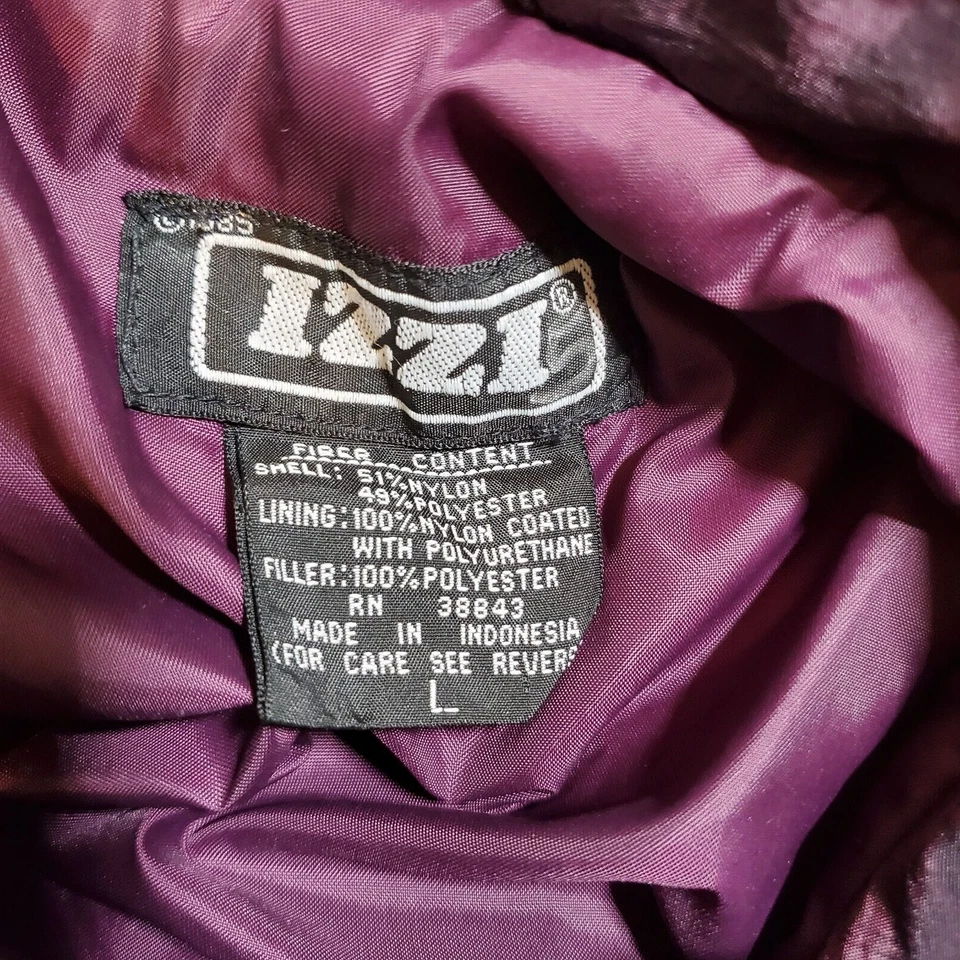 IZZI®
FIBER CONTENT
SHELL: 51% NYLON
49% POLYESTER
LINING: 100% NYLON COATED
WITH POLYURETHANE
FILLER: 100% POLYESTER
RN 38843
MADE IN INDONESIA
(FOR CARE SEE REVERS
L